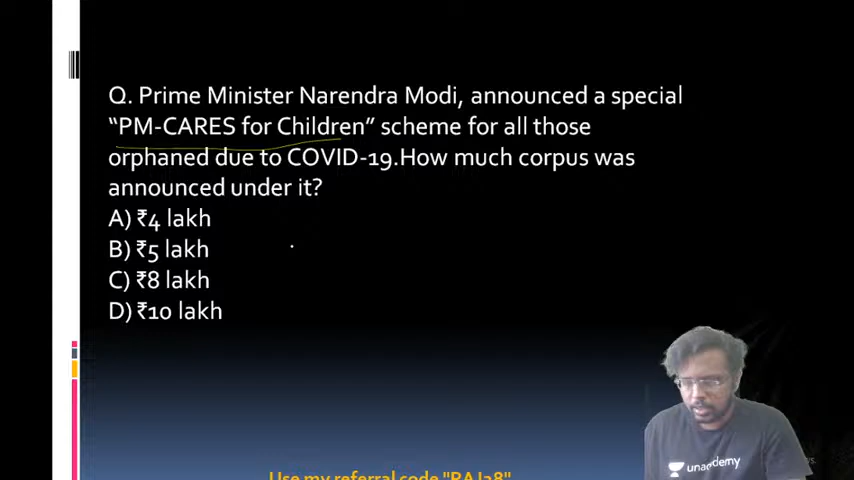 Q. Prime Minister Narendra Modi, announced a special
“PM-CARES for Children” scheme for all those
orphaned due to COVID-19.How much corpus was
announced under it?
A) ₹4 lakh
B) ₹5 lakh
C) ₹8 lakh
D) ₹10 lakh
unacademy
Use my referral code "RAJ38"